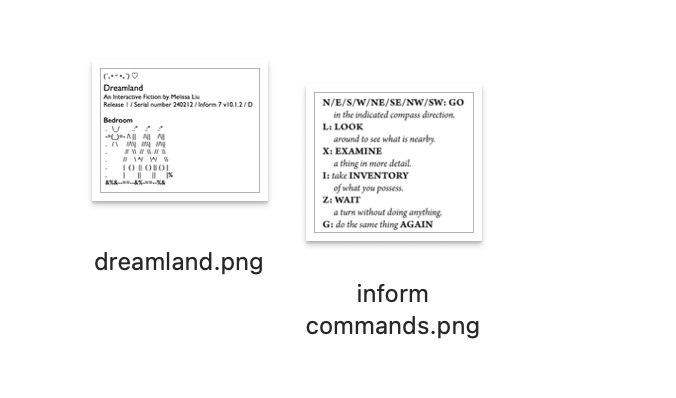 (˶• ᵕ •˶) ♡
Dreamland
An Interactive Fiction by Melissa Liu
Release 1 / Serial number 240212 / Inform 7 v10.1.2 / D
Bedroom
dreamland.png
N/E/S/W/NE/SE/NW/SW: GO
in the indicated compass direction.
L: LOOK
around to see what is nearby.
X: EXAMINE
a thing in more detail.
I: take INVENTORY
of what you possess.
Z: WAIT
a turn without doing anything.
G: do the same thing AGAIN
inform
commands.png